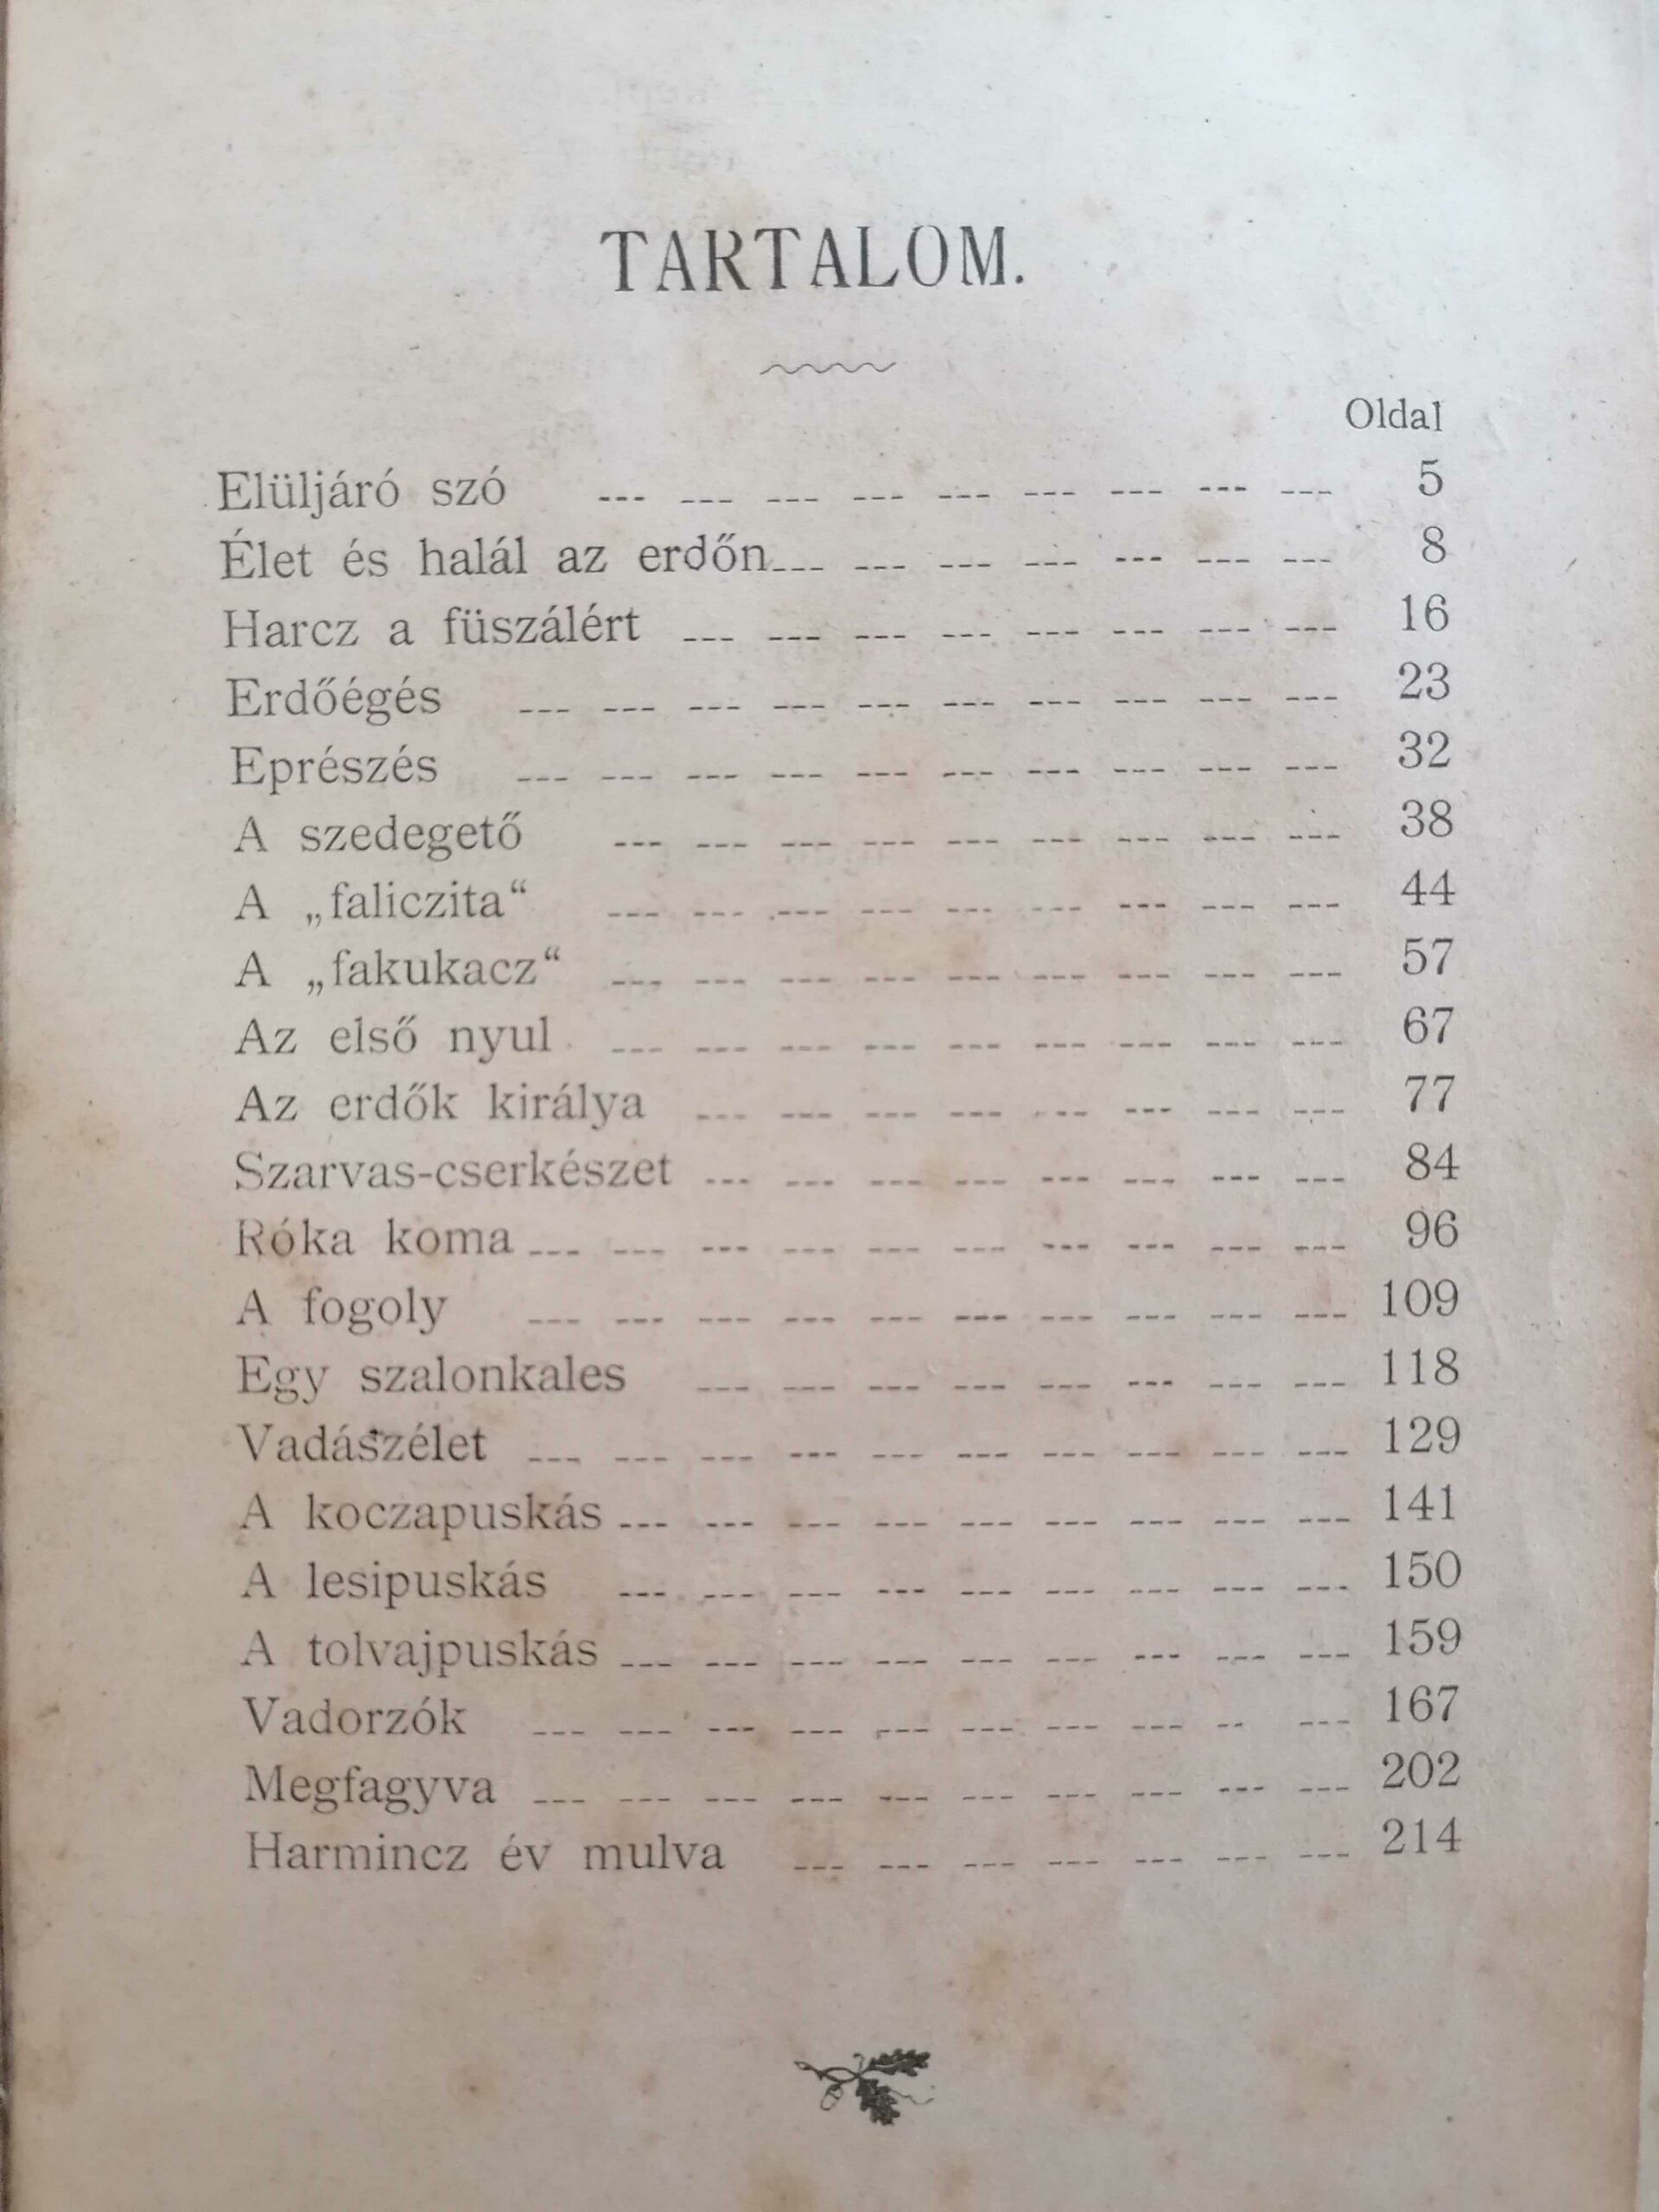 TARTALOM.
Oldal
Elüljáró szó --- --- --- --- --- --- --- --- --- 5
Élet és halál az erdőn --- --- --- --- --- --- --- 8
Harcz a füszálért --- --- --- --- --- --- --- --- 16
Erdőégés --- --- --- --- --- --- --- --- --- --- 23
Eprészés --- --- --- --- --- --- --- --- --- --- 32
A szedegető --- --- --- --- --- --- --- --- --- 38
A „faliczita“ --- --- --- --- --- --- --- --- --- 44
A „fakukacz“ --- --- --- --- --- --- --- --- --- 57
Az első nyul --- --- --- --- --- --- --- --- --- 67
Az erdők királya --- --- --- --- --- --- --- --- 77
Szarvas-cserkészet --- --- --- --- --- --- --- --- 84
Róka koma --- --- --- --- --- --- --- --- --- --- 96
A fogoly --- --- --- --- --- --- --- --- --- --- 109
Egy szalonkales --- --- --- --- --- --- --- --- 118
Vadászélet --- --- --- --- --- --- --- --- --- --- 129
A koczapuskás --- --- --- --- --- --- --- --- --- 141
A lesipuskás --- --- --- --- --- --- --- --- --- 150
A tolvajpuskás --- --- --- --- --- --- --- --- --- 159
Vadorzók --- --- --- --- --- --- --- --- -- --- 167
Megfagyva --- --- --- --- --- --- --- --- --- --- 202
Harmincz év mulva --- --- --- --- --- --- --- 214